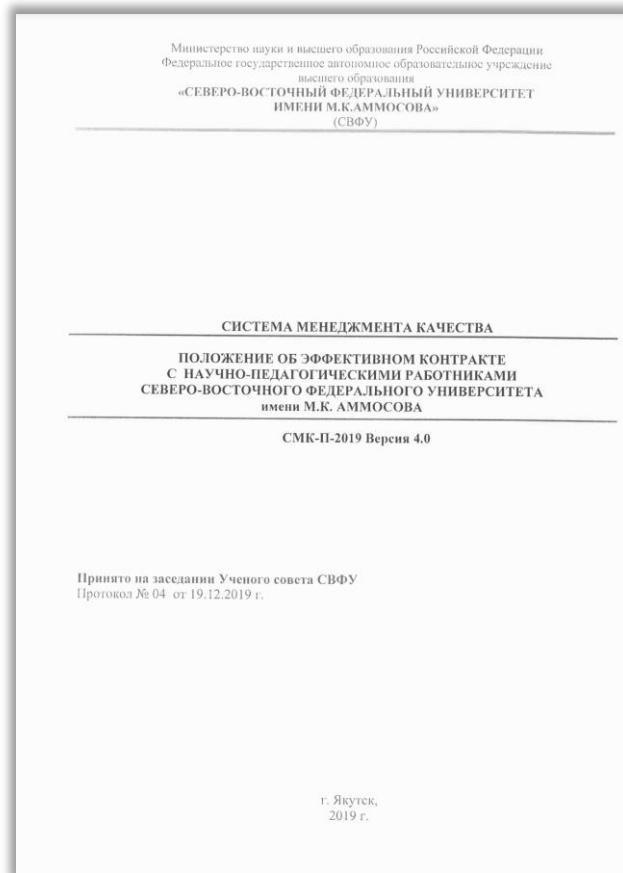 Министерство науки и высшего образования Российской Федерации
Федеральное государственное автономное образовательное учреждение
высшего образования
«СЕВЕРО-ВОСТОЧНЫЙ ФЕДЕРАЛЬНЫЙ УНИВЕРСИТЕТ
ИМЕНИ М.К.АММОСОВА»
(СВФУ)
СИСТЕМА МЕНЕДЖМЕНТА КАЧЕСТВА
ПОЛОЖЕНИЕ ОБ ЭФФЕКТИВНОМ КОНТРАКТЕ
С НАУЧНО-ПЕДАГОГИЧЕСКИМИ РАБОТНИКАМИ
СЕВЕРО-ВОСТОЧНОГО ФЕДЕРАЛЬНОГО УНИВЕРСИТЕТА
имени М.К. АММОСОВА
СМК-П-2019 Версия 4.0
Принято на заседании Ученого совета СВФУ
Протокол № 04 от 19.12.2019 г.
г. Якутск,
2019 г.